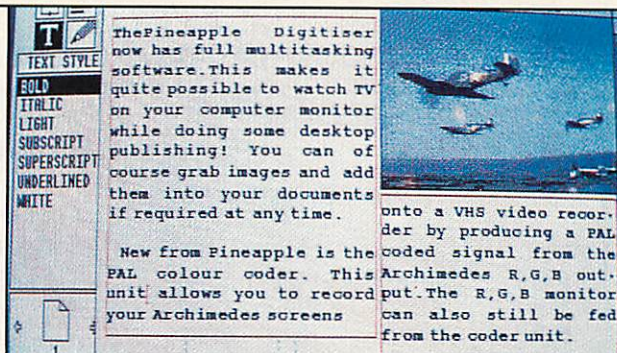 T
TEXT STYLE
BOLD
ITALIC
LIGHT
SUBSCRIPT
SUPERSCRIPT
UNDERLINED
WHITE
1
ThePineapple Digitiser
now has full multitasking
software.This makes it
quite possible to watch TV
on your computer monitor
while doing some desktop
publishing! You can of
course grab images and add
them into your documents
if required at any time.
New from Pineapple is the
PAL colour coder. This
unit allows you to record
your Archimedes screens
onto a VHS video recor-
der by producing a PAL
coded signal from the
Archimedes R,G,B out-
put.The R,G,B monitor
can also still be fed
from the coder unit.